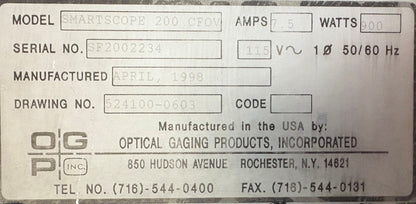 MODEL SMARTSCOPE 200 CFOV AMPS 7.5 WATTS 900
SERIAL NO. SF2002234 115 V~ 1Ø 50/60 Hz
MANUFACTURED APRIL, 1998
DRAWING NO. 524100-0603 CODE
Manufactured in the USA by:
OGP INC. OPTICAL GAGING PRODUCTS, INCORPORATED
850 HUDSON AVENUE ROCHESTER, N.Y. 14621
TEL NO. (716)-544-0400 FAX. (716)-544-0131